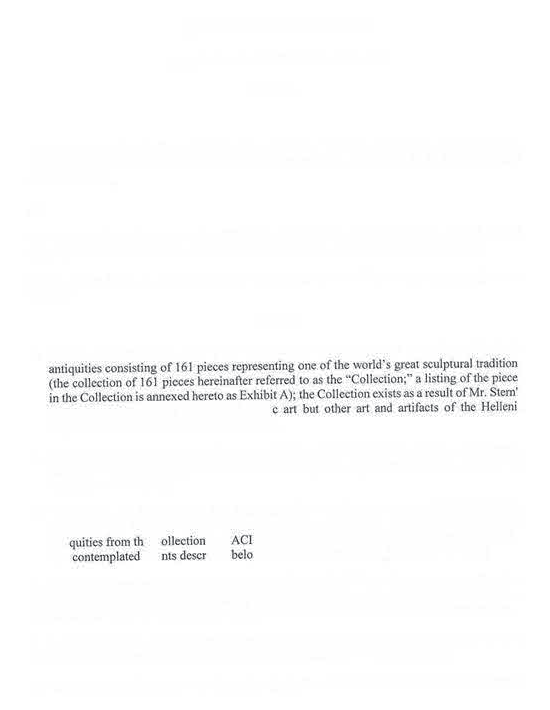 antiquities consisting of 161 pieces representing one of the world's great sculptural tradition
(the collection of 161 pieces hereinafter referred to as the "Collection;" a listing of the piece
in the Collection is annexed hereto as Exhibit A); the Collection exists as a result of Mr. Stern'
c art but other art and artifacts of the Helleni
quities from th ollection ACI
contemplated nts descr belo